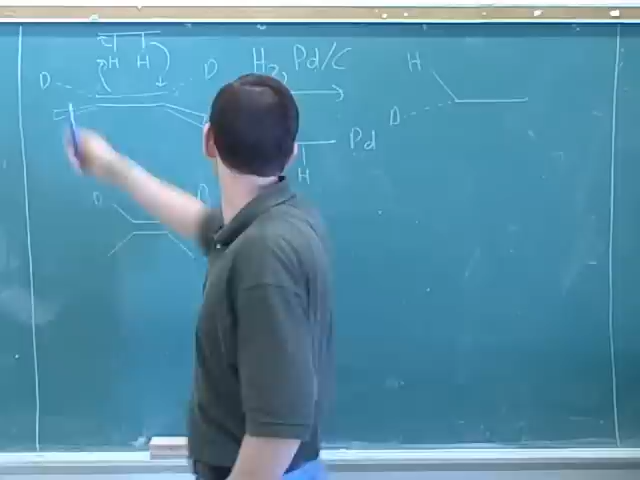 H H
D D H₂, Pd/C H
D
Pd
H
D D